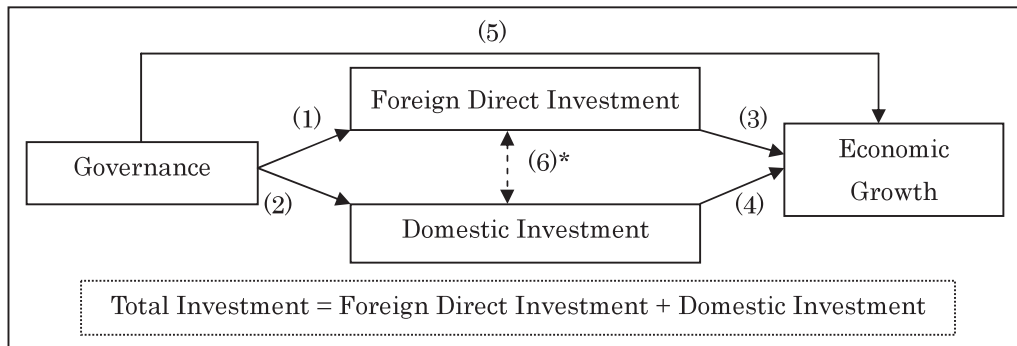 (5)
Foreign Direct Investment
(1)
(3)
Governance
(6)*
Economic
Growth
(2)
(4)
Domestic Investment
Total Investment = Foreign Direct Investment + Domestic Investment